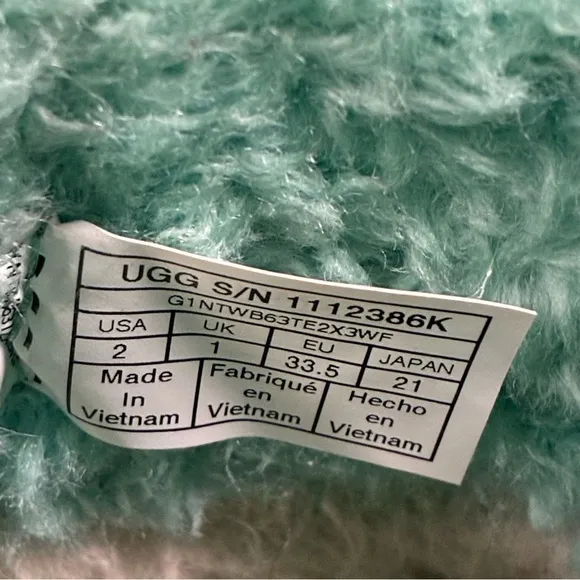 UGG S/N 1112386K
G1NTWB63TE2X3WF
USA UK EU JAPAN
2 1 33.5 21
Made Fabriqué Hecho
In en en
Vietnam Vietnam Vietnam